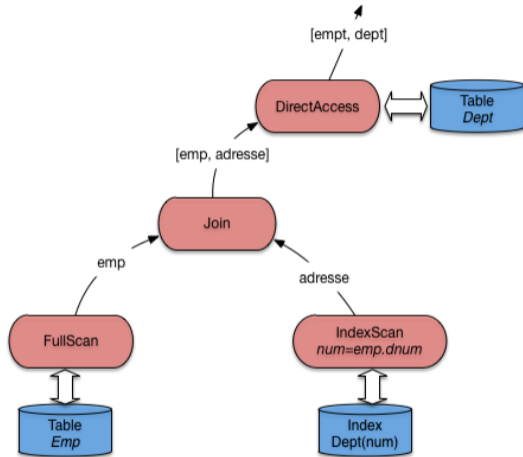 [empt, dept]
DirectAccess
Table
Dept
[emp, adresse]
Join
emp
adresse
FullScan
IndexScan
num=emp.dnum
Table
Emp
Index
Dept(num)